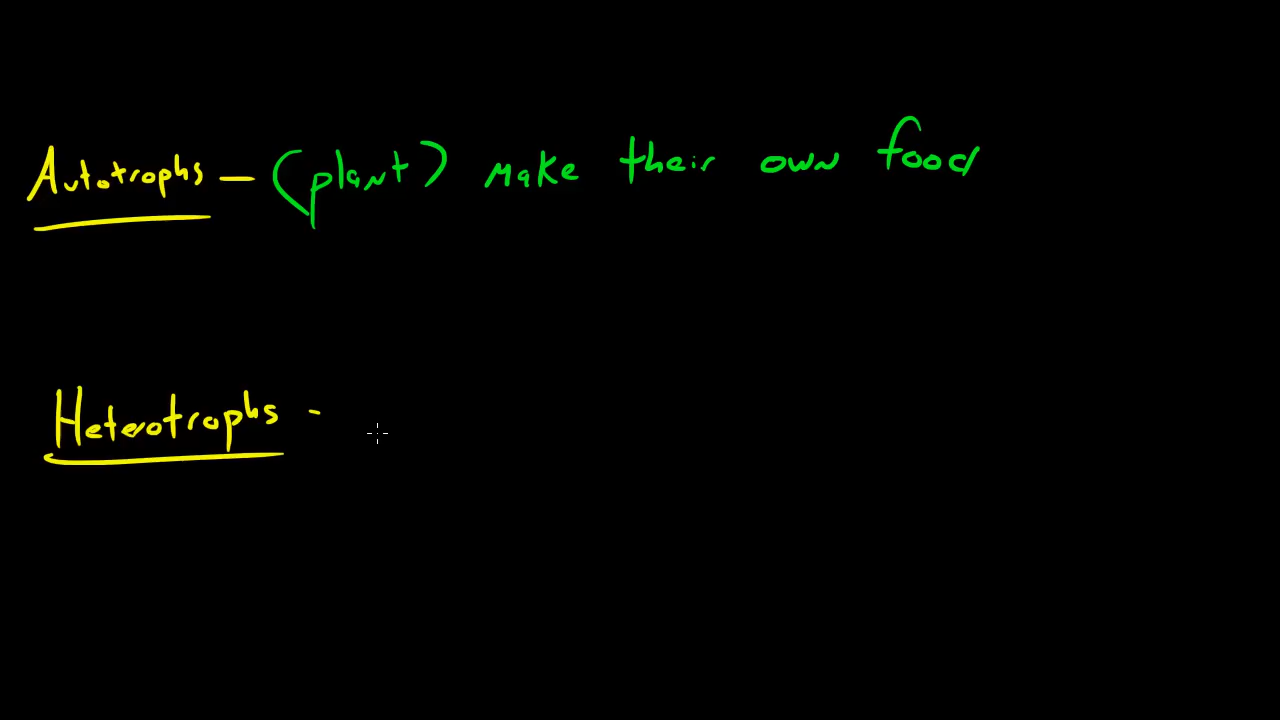 Autotrophs – (plant) make their own food
Heterotrophs -